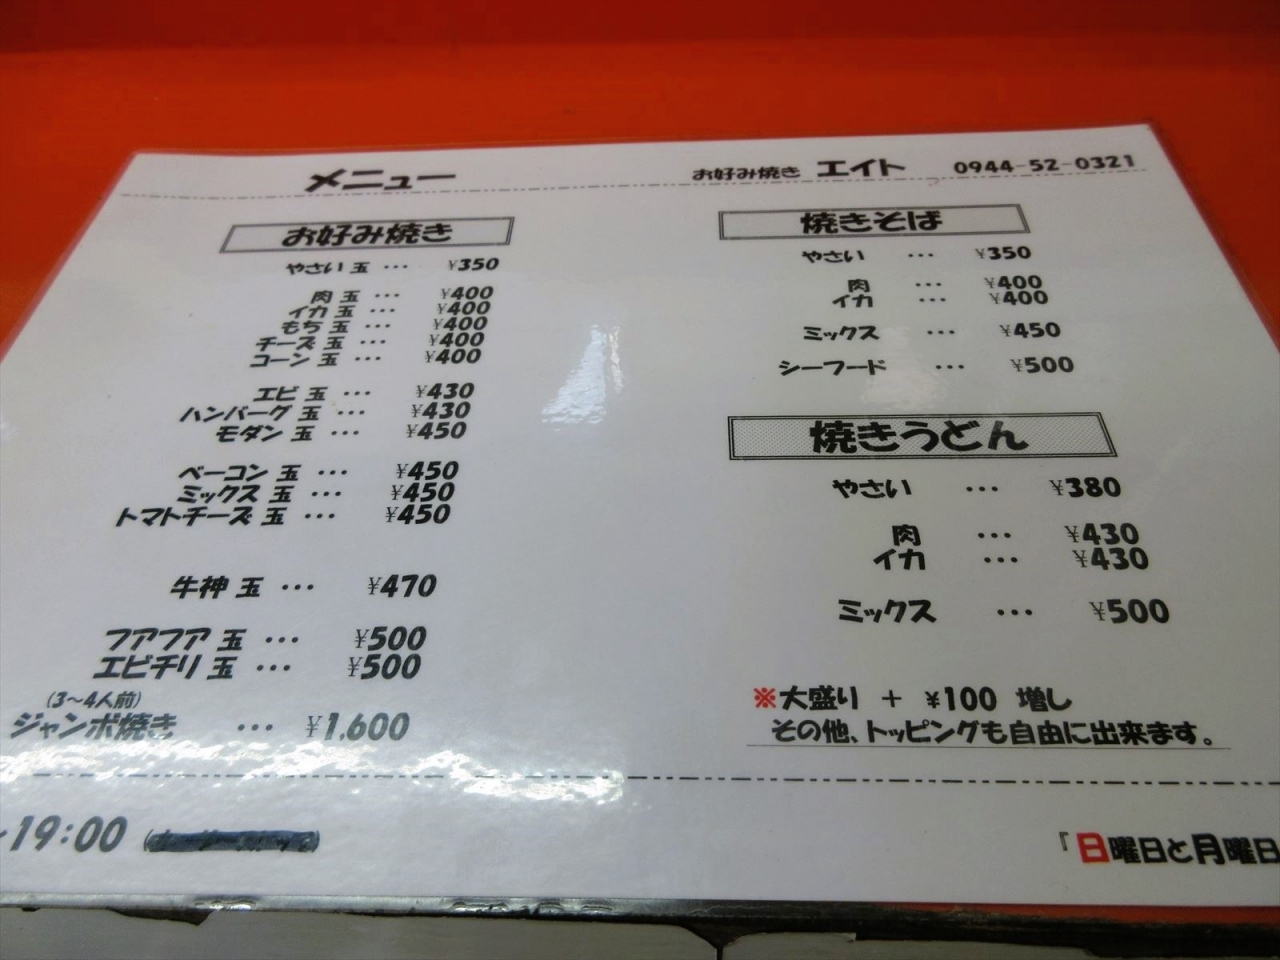 メニュー
お好み焼き エイト 0944-52-0321
お好み焼き
やさい 玉 ･･･ ¥350
肉 玉 ･･･ ¥400
イカ 玉 ･･･ ¥400
もち 玉 ･･･ ¥400
チーズ 玉 ･･･ ¥400
コーン 玉 ･･･ ¥400
エビ 玉 ･･･ ¥430
ハンバーグ 玉 ･･･ ¥430
モダン 玉 ･･･ ¥450
ベーコン 玉 ･･･ ¥450
ミックス 玉 ･･･ ¥450
トマトチーズ 玉 ･･･ ¥450
牛神 玉 ･･･ ¥470
フアフア 玉 ･･･ ¥500
エビチリ 玉 ･･･ ¥500
(3~4人前)
ジャンボ焼き ･･･ ¥1,600
焼きそば
やさい ･･･ ¥350
肉 ･･･ ¥400
イカ ･･･ ¥400
ミックス ･･･ ¥450
シーフード ･･･ ¥500
焼きうどん
やさい ･･･ ¥380
肉 ･･･ ¥430
イカ ･･･ ¥430
ミックス ･･･ ¥500
※大盛り + ¥100 増し
その他、トッピングも自由に出来ます。
~19:00
『日曜日と月曜日